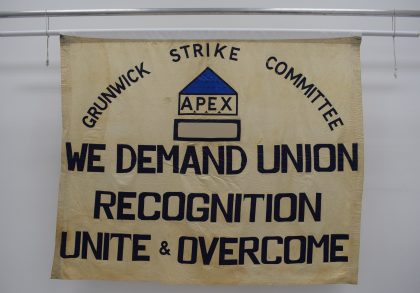 GRUNWICK STRIKE COMMITTEE
APEX
WE DEMAND UNION
RECOGNITION
UNITE & OVERCOME